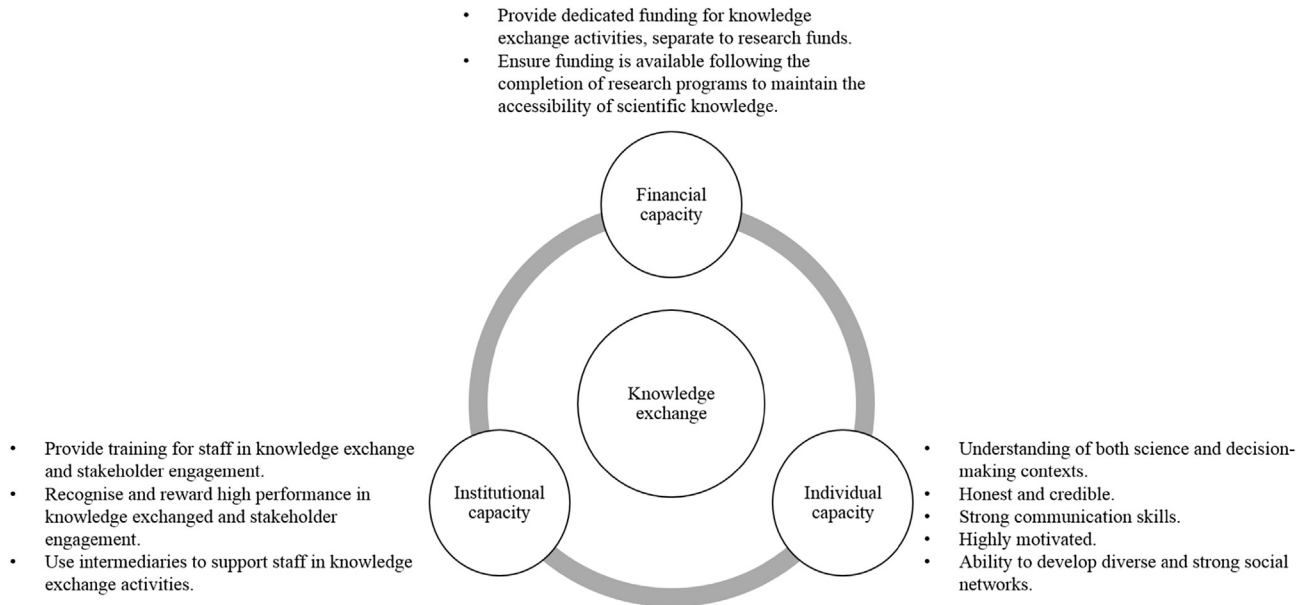 • Provide dedicated funding for knowledge
exchange activities, separate to research funds.
• Ensure funding is available following the
completion of research programs to maintain the
accessibility of scientific knowledge.
Financial
capacity
Knowledge
exchange
• Provide training for staff in knowledge exchange
and stakeholder engagement.
• Recognise and reward high performance in
knowledge exchanged and stakeholder
engagement.
• Use intermediaries to support staff in knowledge
exchange activities.
Institutional
capacity
Individual
capacity
• Understanding of both science and decision-
making contexts.
• Honest and credible.
• Strong communication skills.
• Highly motivated.
• Ability to develop diverse and strong social
networks.